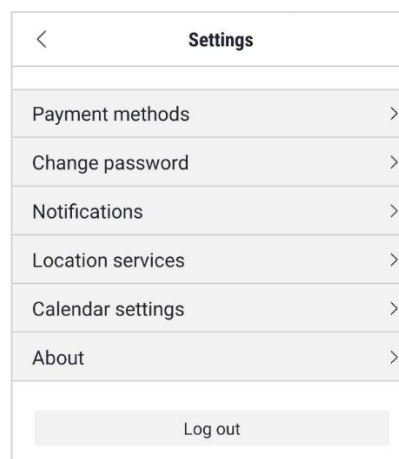 Settings
Payment methods
Change password
Notifications
Location services
Calendar settings
About
Log out